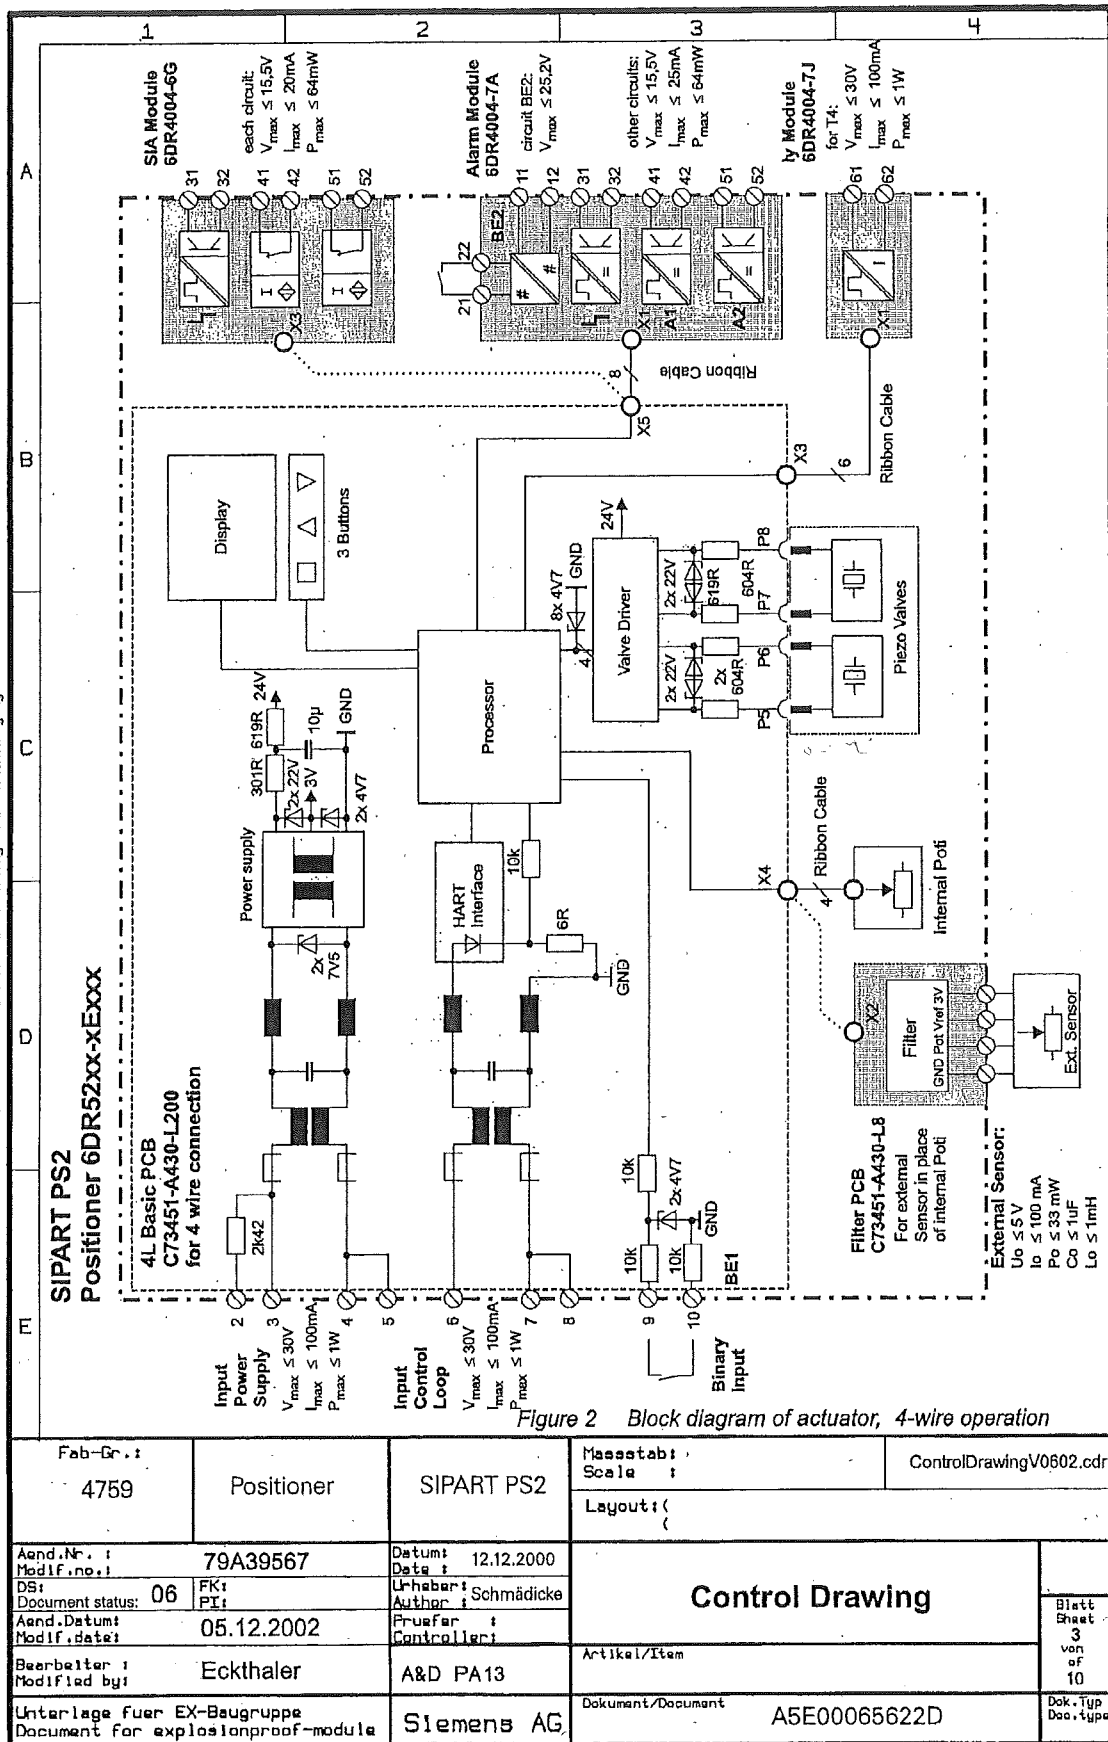 1
2
3
4
A
B
C
D
E
SIPART PS2
Positioner 6DR52xx-xExxx
4L Basic PCB
C73451-A430-L200
for 4 wire connection
Input
Power
Supply
Vmax ≤30V
Imax ≤ 100mA
Pmax ≤ 1W
2
3
4
5
2k42
2x
7V5
Power supply
301R
619R
24V
2x 22V
3V
10µ
2x 4V7
GND
Input
Control
Loop
Vmax ≤30V
Imax ≤ 100mA
Pmax ≤ 1W
6
7
8
HART
Interface
10k
6R
GND
Binary
Input
9
10
10k
10k
BE1
10k
2x4V7
GND
Processor
Display
3 Buttons
8x 4V7
GND
4
Valve Driver
24V
2x 22V
2x
604R
2x 22V
619R
604R
P5
P6
P7
P8
Piezo Valves
X5
X3
X4
8
Ribbon Cable
6
Ribbon Cable
4
Ribbon Cable
Internal Poti
Filter PCB
C73451-A430-L8
For external
Sensor in place
of internal Poti
X2
Filter
GND Pot Vref 3V
Ext. Sensor
External Sensor:
Uo ≤ 5 V
Io ≤ 100 mA
Po ≤ 33 mW
Co ≤ 1uF
Lo ≤ 1mH
SIA Module
6DR4004-6G
each circuit:
Vmax ≤ 15,5V
Imax ≤ 20mA
Pmax ≤ 64mW
31
32
41
42
51
52
I
I
X3
Alarm Module
6DR4004-7A
circuit BE2:
Vmax ≤ 25,2V
other circuits:
Vmax ≤ 15,5V
Imax ≤ 25mA
Pmax ≤ 64mW
21
22
BE2
11
12
31
32
41
42
51
52
#
#
=
=
=
X1
A1
A2
Iy Module
6DR4004-7J
for T4:
Vmax ≤30V
Imax ≤ 100mA
Pmax ≤ 1W
61
62
I
X1
Figure 2 Block diagram of actuator, 4-wire operation
Fab-Gr.:
4759
Positioner
SIPART PS2
Massstab:
Scale :
ControlDrawingV0602.cdr
Layout:(
(
Aend.Nr. :
Modif.no.:
79A39567
Datum:
Date :
12.12.2000
Control Drawing
DS:
Document status: 06
FK:
PI:
Urheber:
Author :
Schmädicke
Aend.Datum:
Modif.date:
05.12.2002
Pruefer :
Controller:
Blatt
Sheet
3
von
of
10
Bearbeiter :
Modified by:
Eckthaler
A&D PA13
Artikel/Item
Unterlage fuer EX-Baugruppe
Document for explosionproof-module
Siemens AG
Dokument/Document
A5E00065622D
Dok.Typ
Doc.type